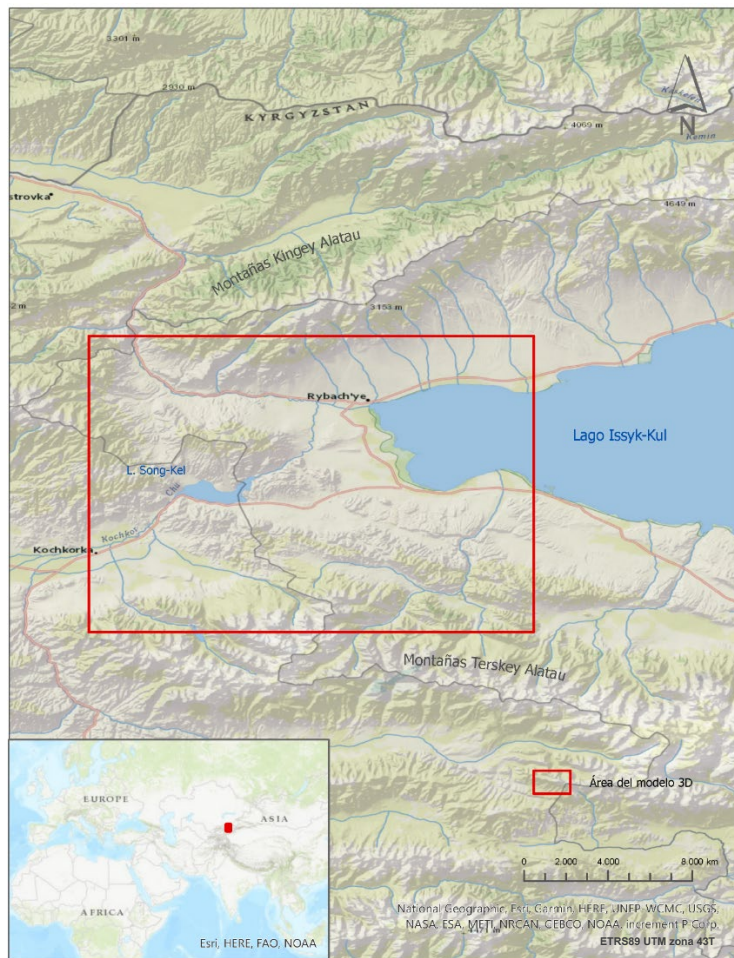 3301 m
2930 m
KYRGYZSTAN
4069 m
Kemin
N
strovka
4649 m
Montañas Kingey Alatau
2 m
3153 m
Rybach'ye
Lago Issyk-Kul
L. Song-Kel
Chu
Kochkor
Kochkorka
Montañas Terskey Alatau
Área del modelo 3D
EUROPE
ASIA
AFRICA
0 2.000 4.000 8.000 km
National Geographic, Esri, Garmin, HERE, UNEP-WCMC, USGS,
NASA, ESA, METI, NRCAN, GEBCO, NOAA, increment P Corp.
Esri, HERE, FAO, NOAA
ETRS89 UTM zona 43T